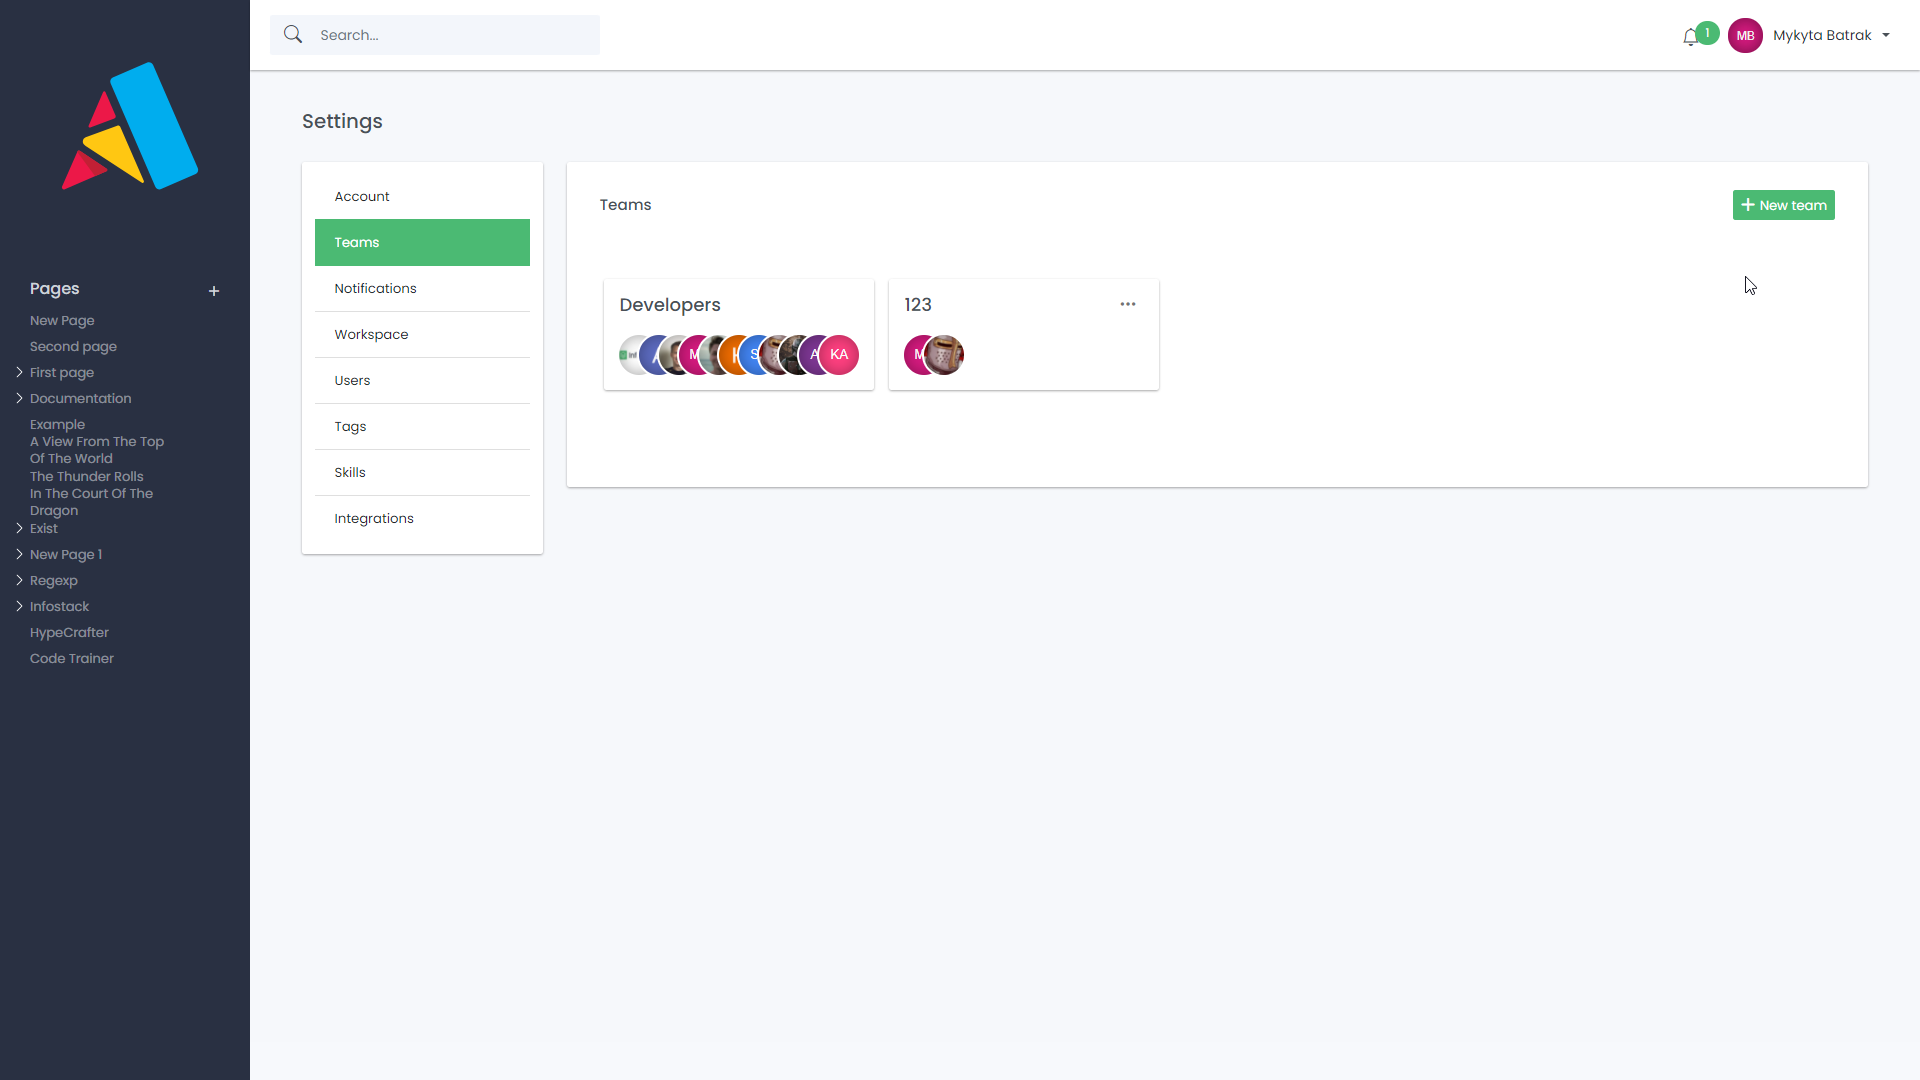 Search...
1
MB
Mykyta Batrak
Settings
Pages
+
New Page
Second page
First page
Documentation
Example
A View From The Top
Of The World
The Thunder Rolls
In The Court Of The
Dragon
Exist
New Page 1
Regexp
Infostack
HypeCrafter
Code Trainer
Account
Teams
Notifications
Workspace
Users
Tags
Skills
Integrations
Teams
+ New team
Developers
KA
123
...